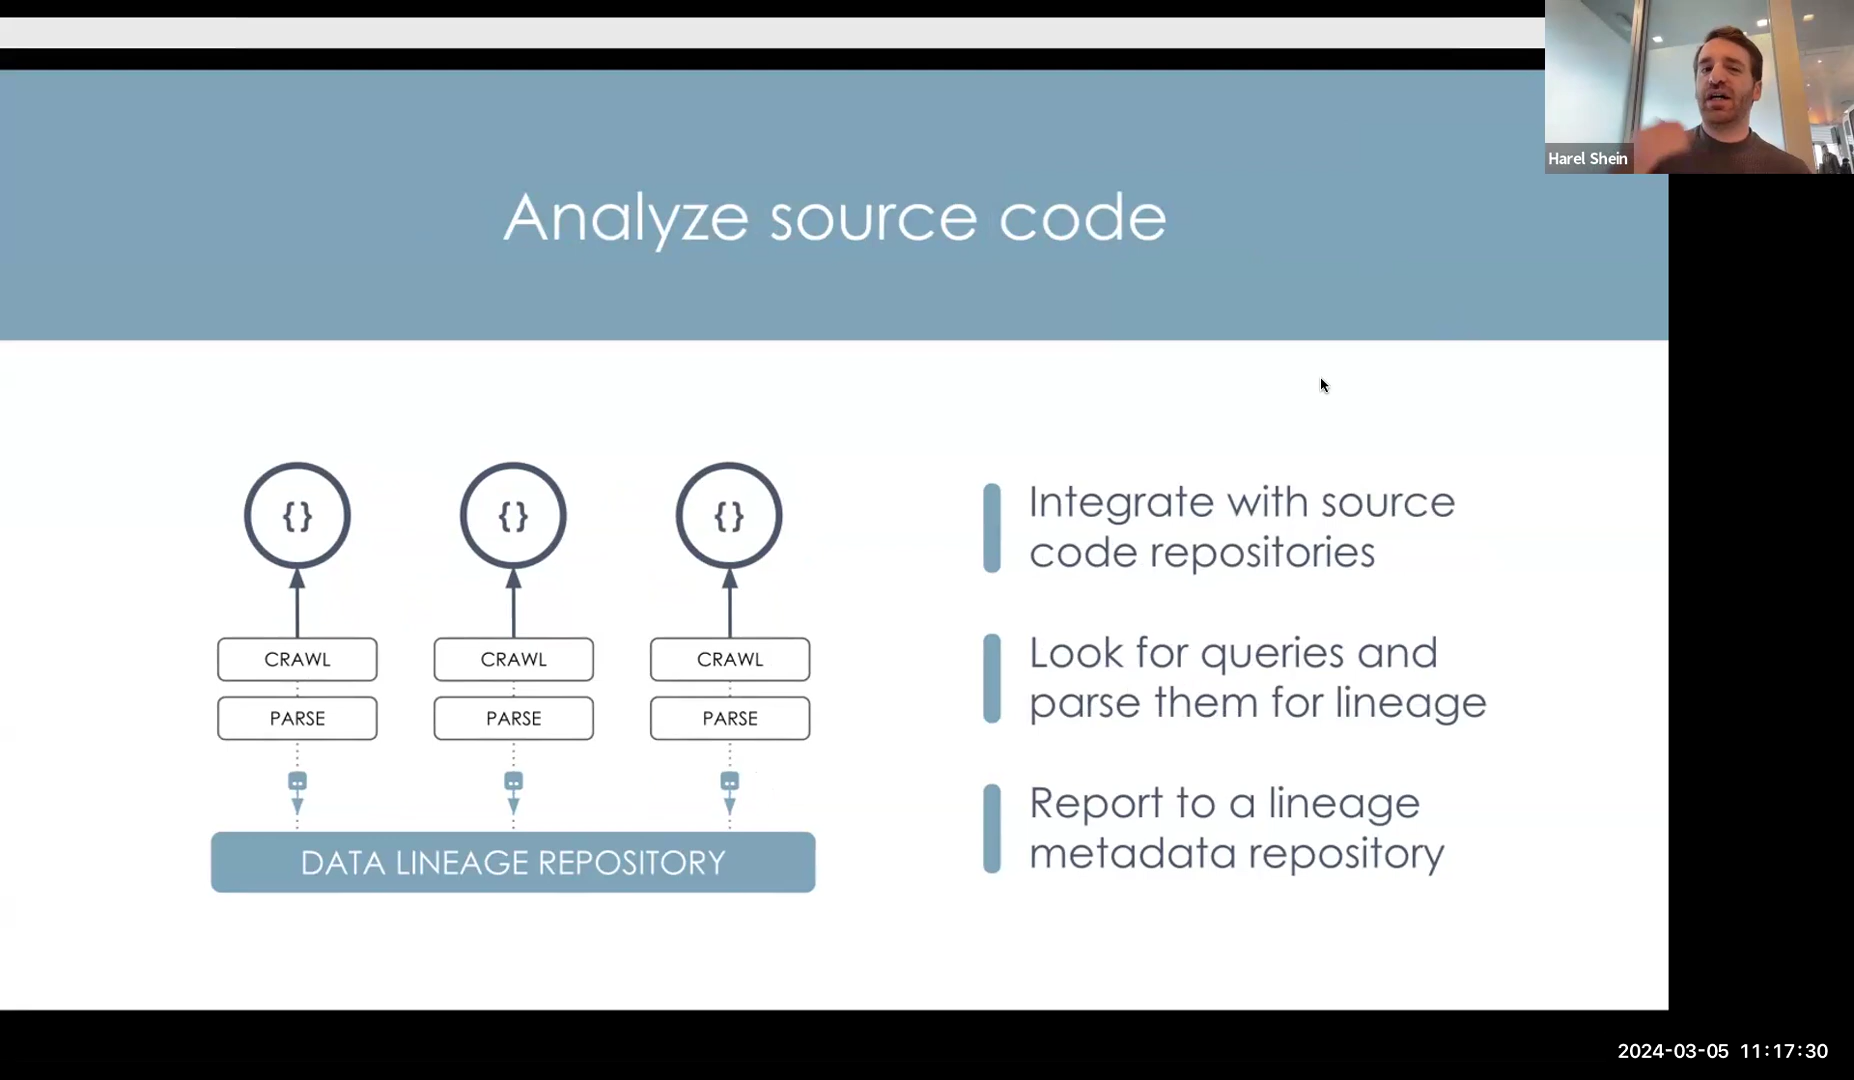 Harel Shein
Analyze source code
{} {} {}
CRAWL CRAWL CRAWL
PARSE PARSE PARSE
DATA LINEAGE REPOSITORY
Integrate with source
code repositories
Look for queries and
parse them for lineage
Report to a lineage
metadata repository
2024-03-05 11:17:30